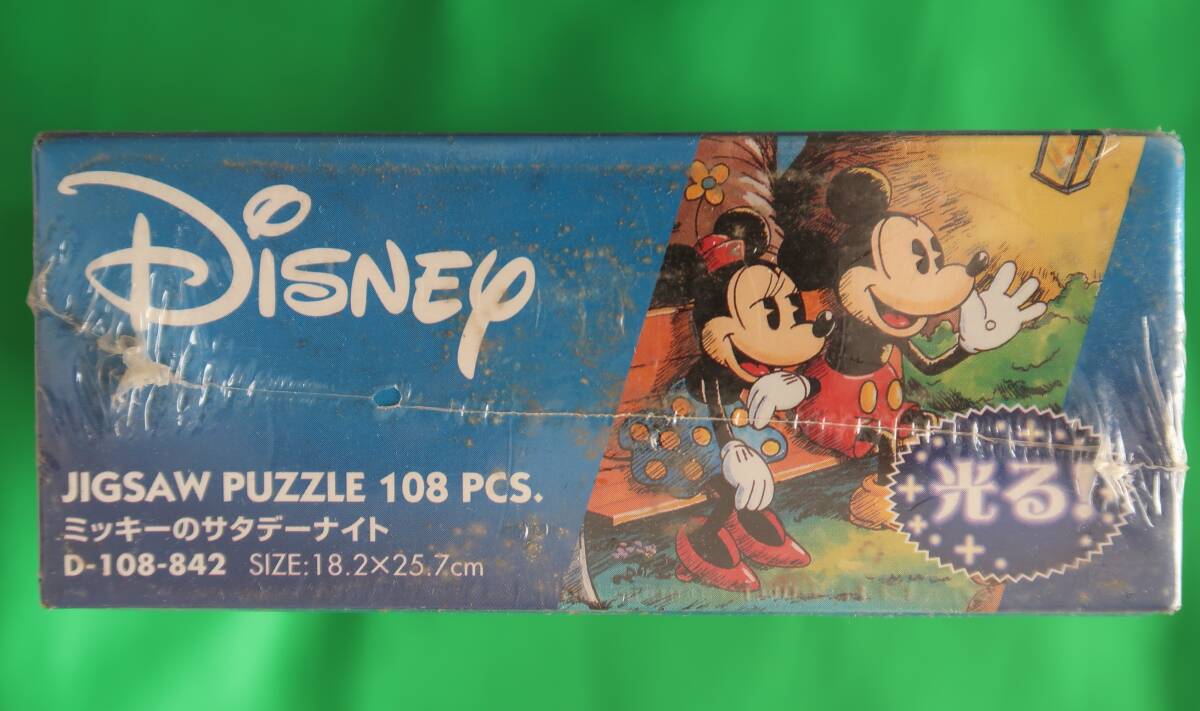 DISNEY
JIGSAW PUZZLE 108 PCS.
ミッキーのサタデーナイト
D-108-842 SIZE:18.2×25.7cm
光る!